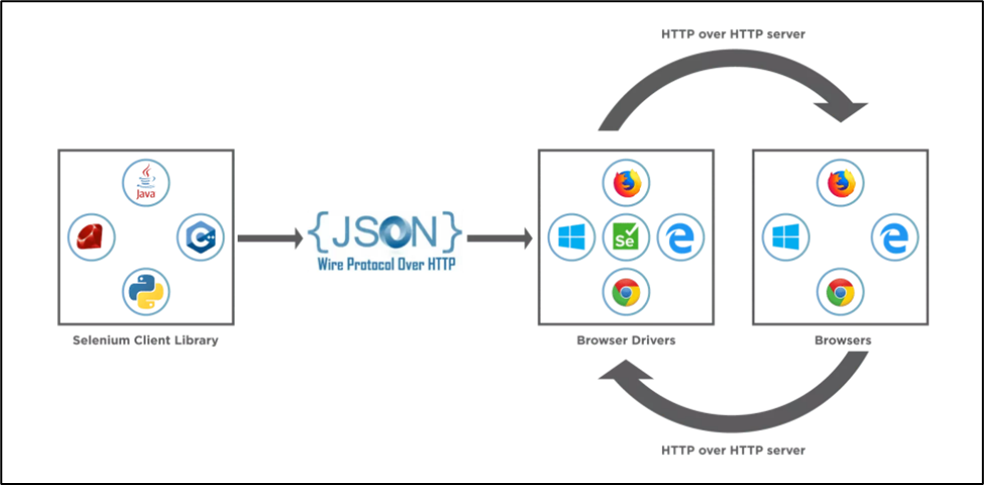 HTTP over HTTP server
Java
C++
Se
{JSON}
Wire Protocol Over HTTP
Selenium Client Library
Browser Drivers
Browsers
HTTP over HTTP server